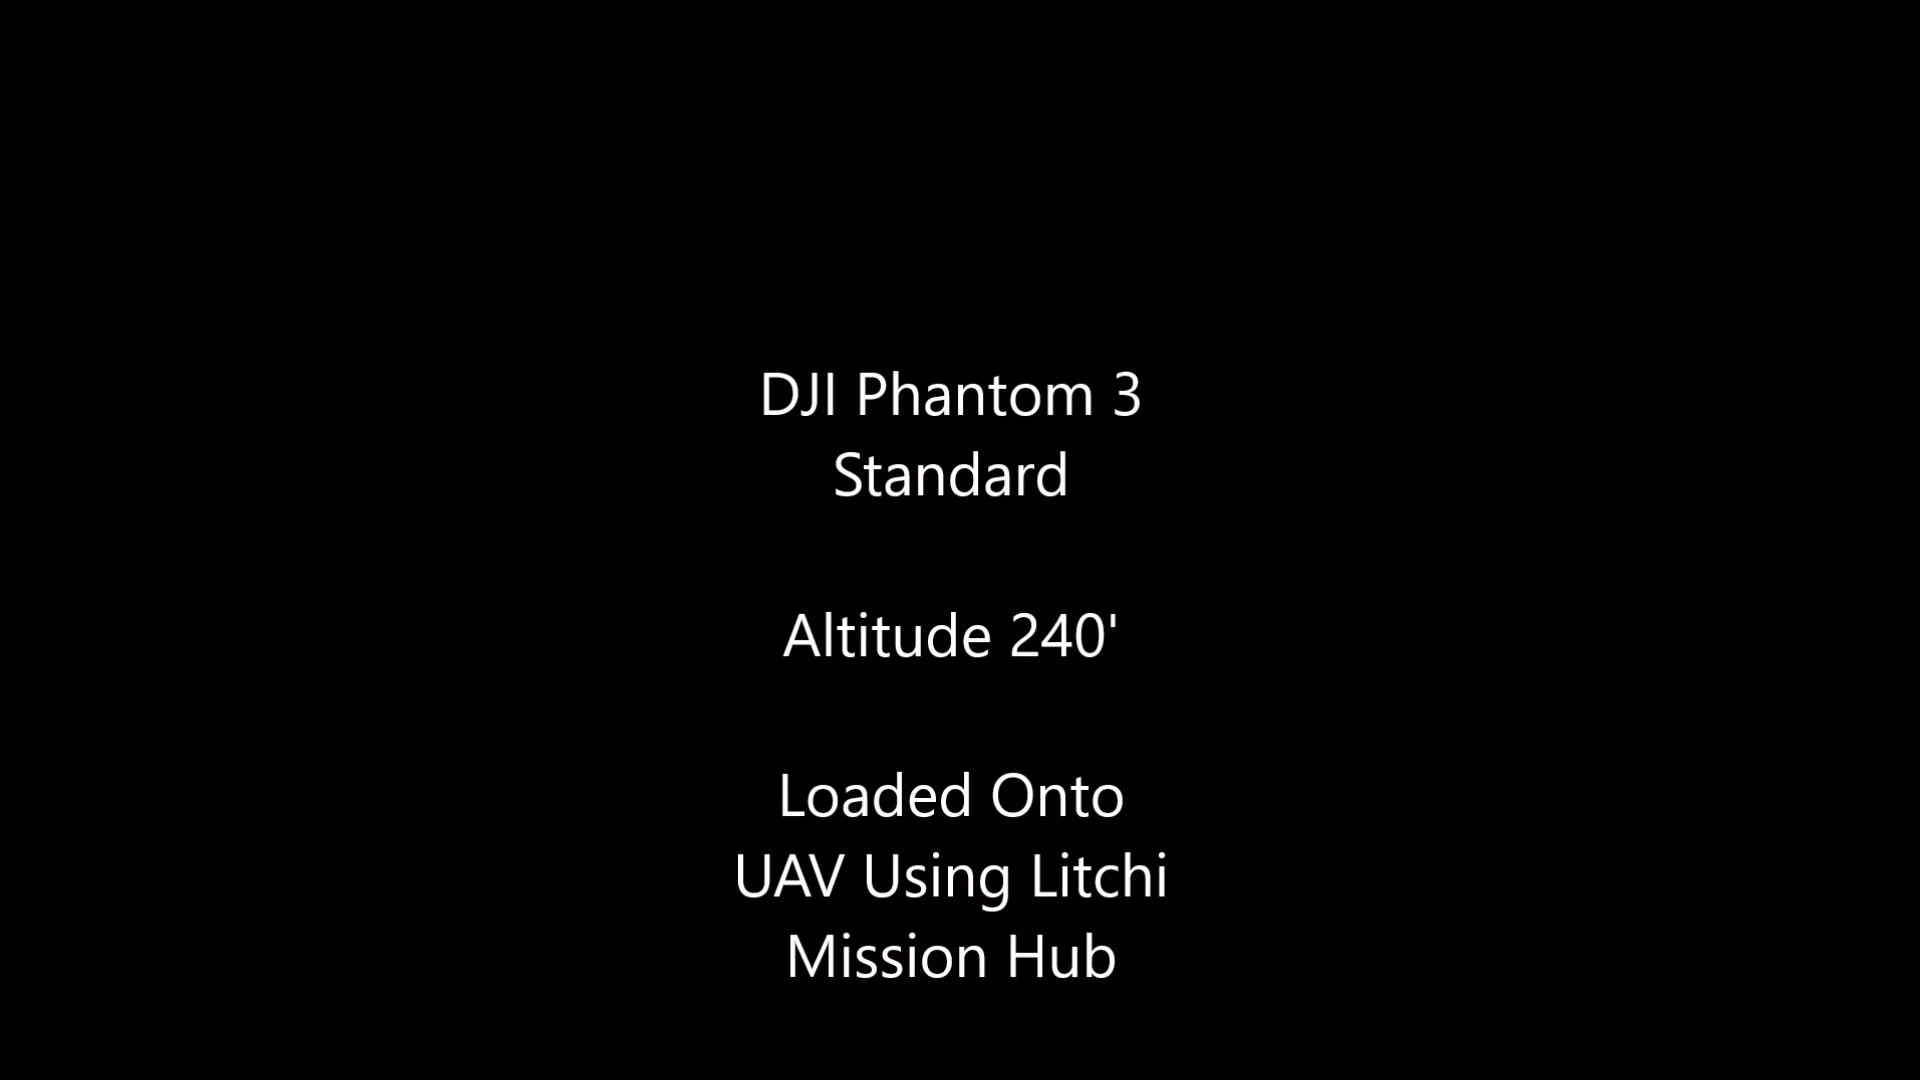 DJI Phantom 3
Standard
Altitude 240'
Loaded Onto
UAV Using Litchi
Mission Hub